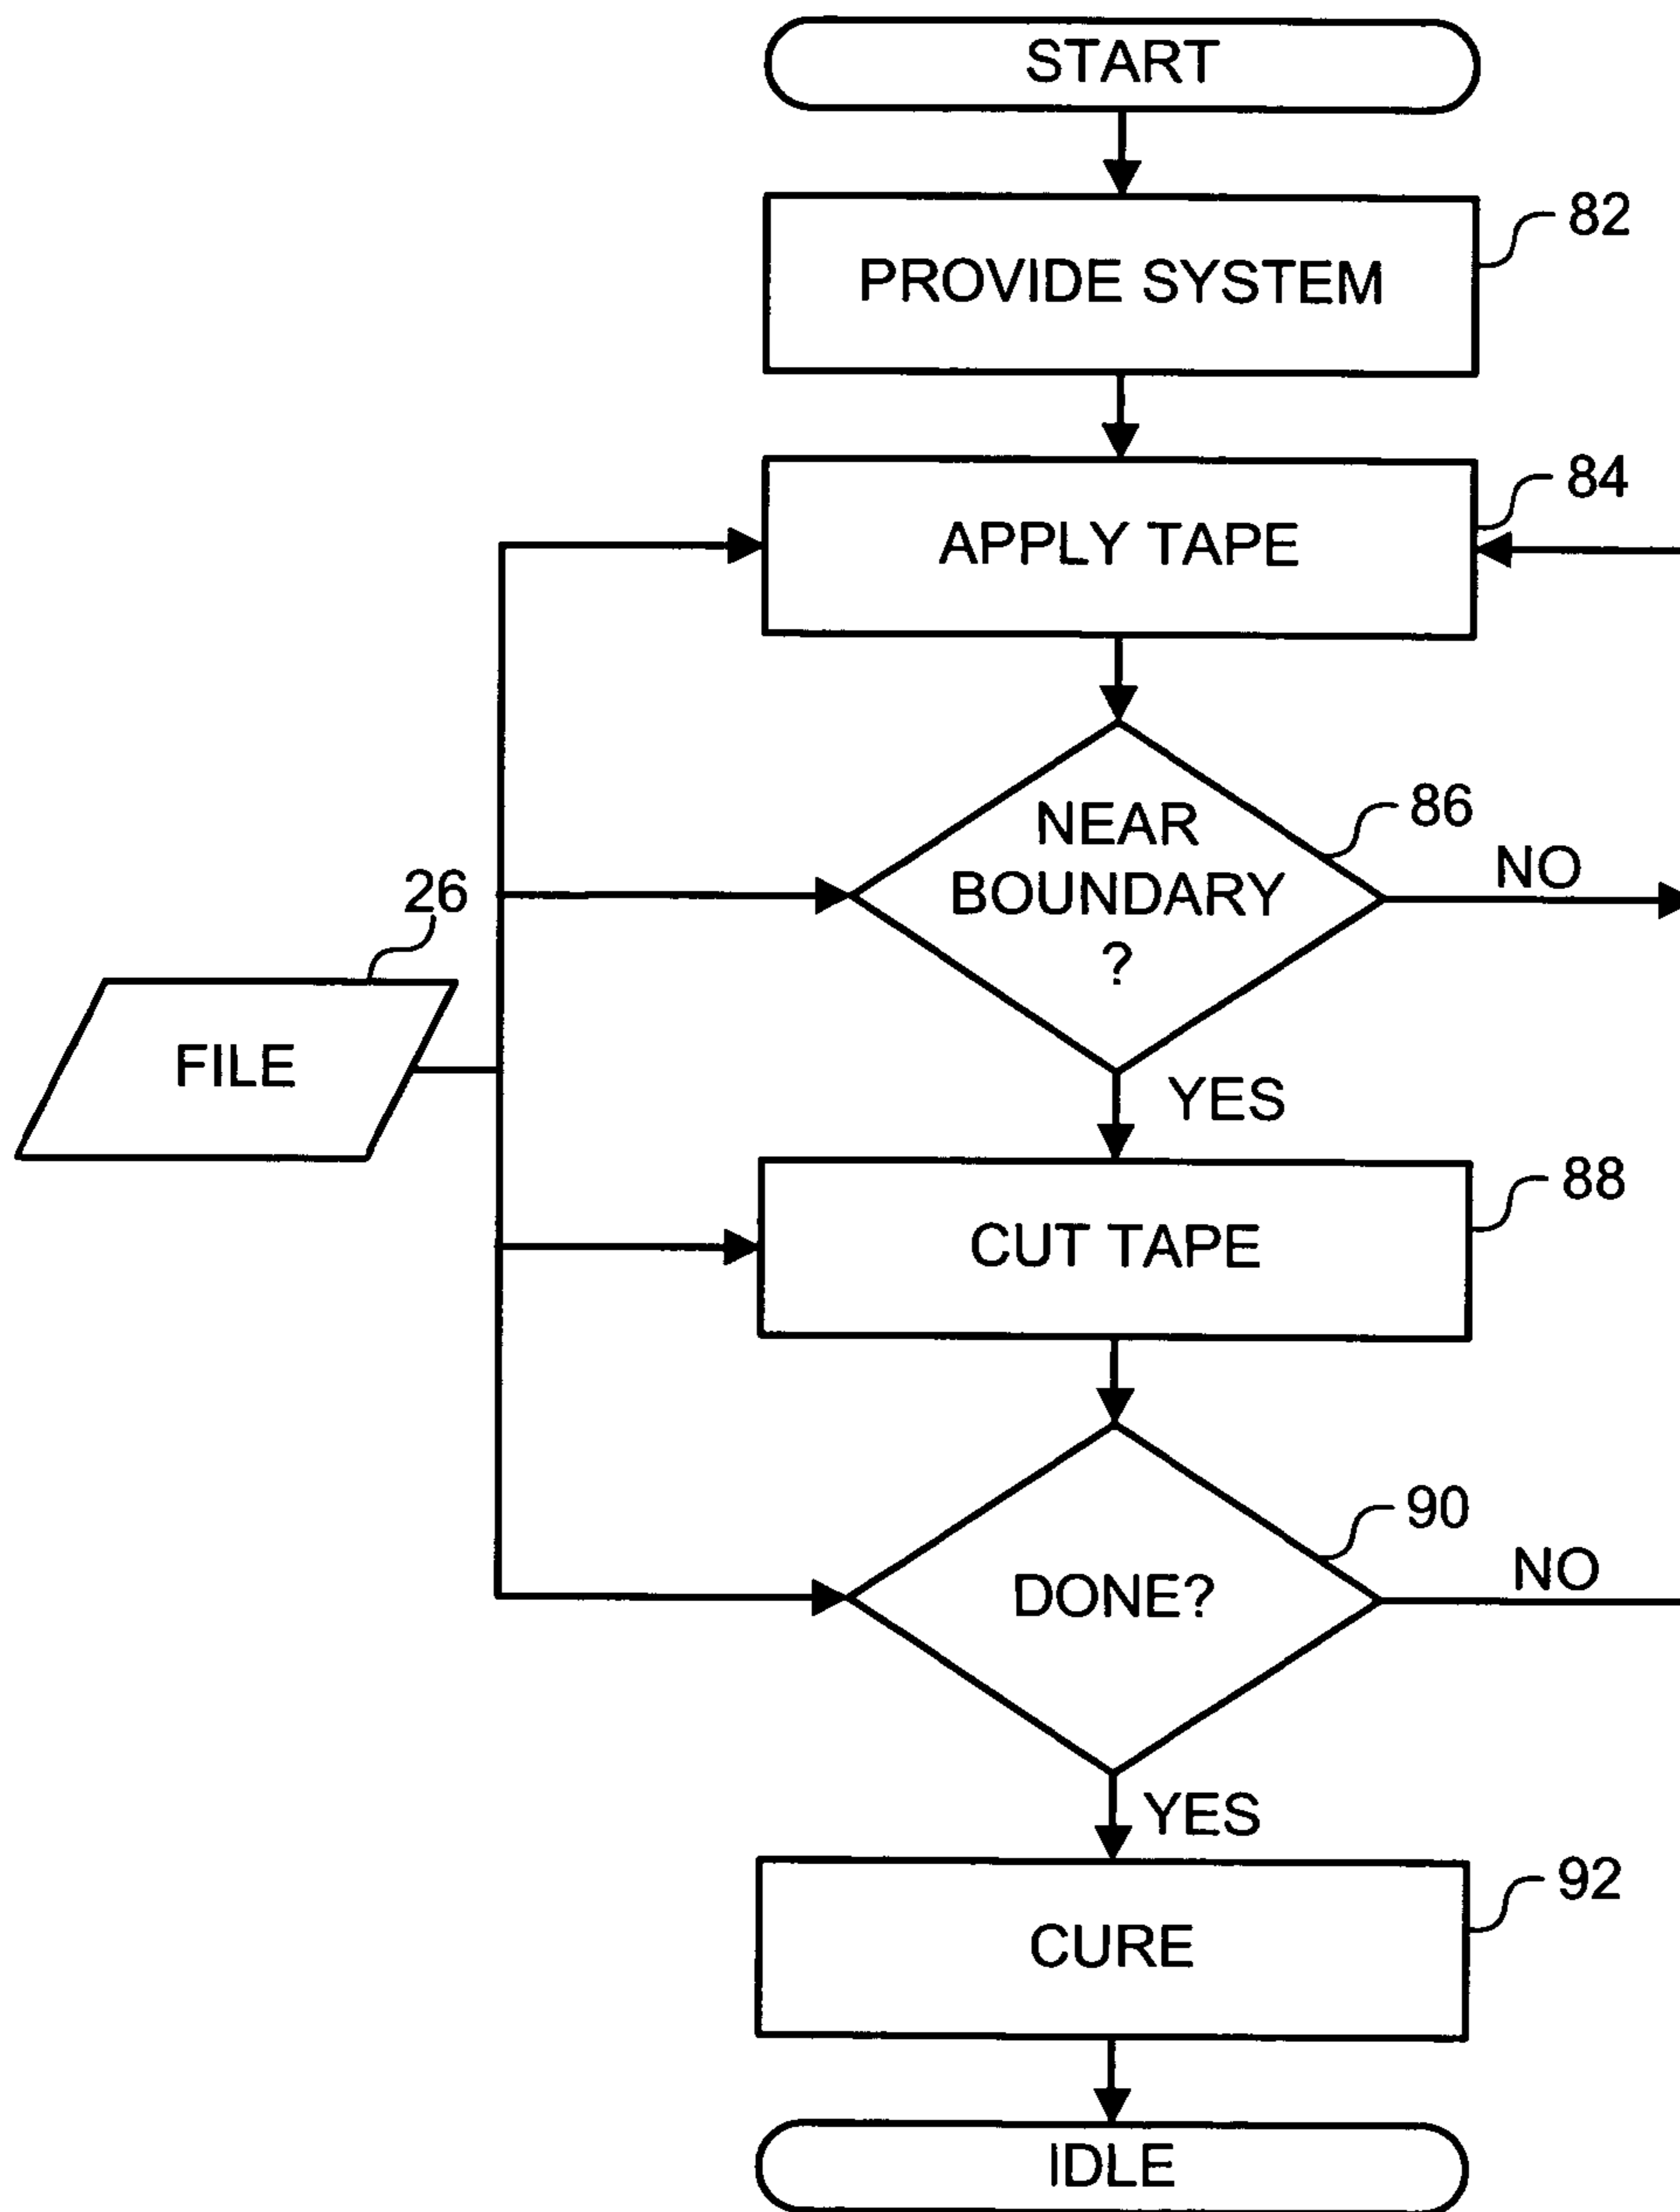 START
82
PROVIDE SYSTEM
84
APPLY TAPE
86
NEAR
BOUNDARY
?
NO
26
FILE
YES
88
CUT TAPE
90
DONE?
NO
YES
92
CURE
IDLE